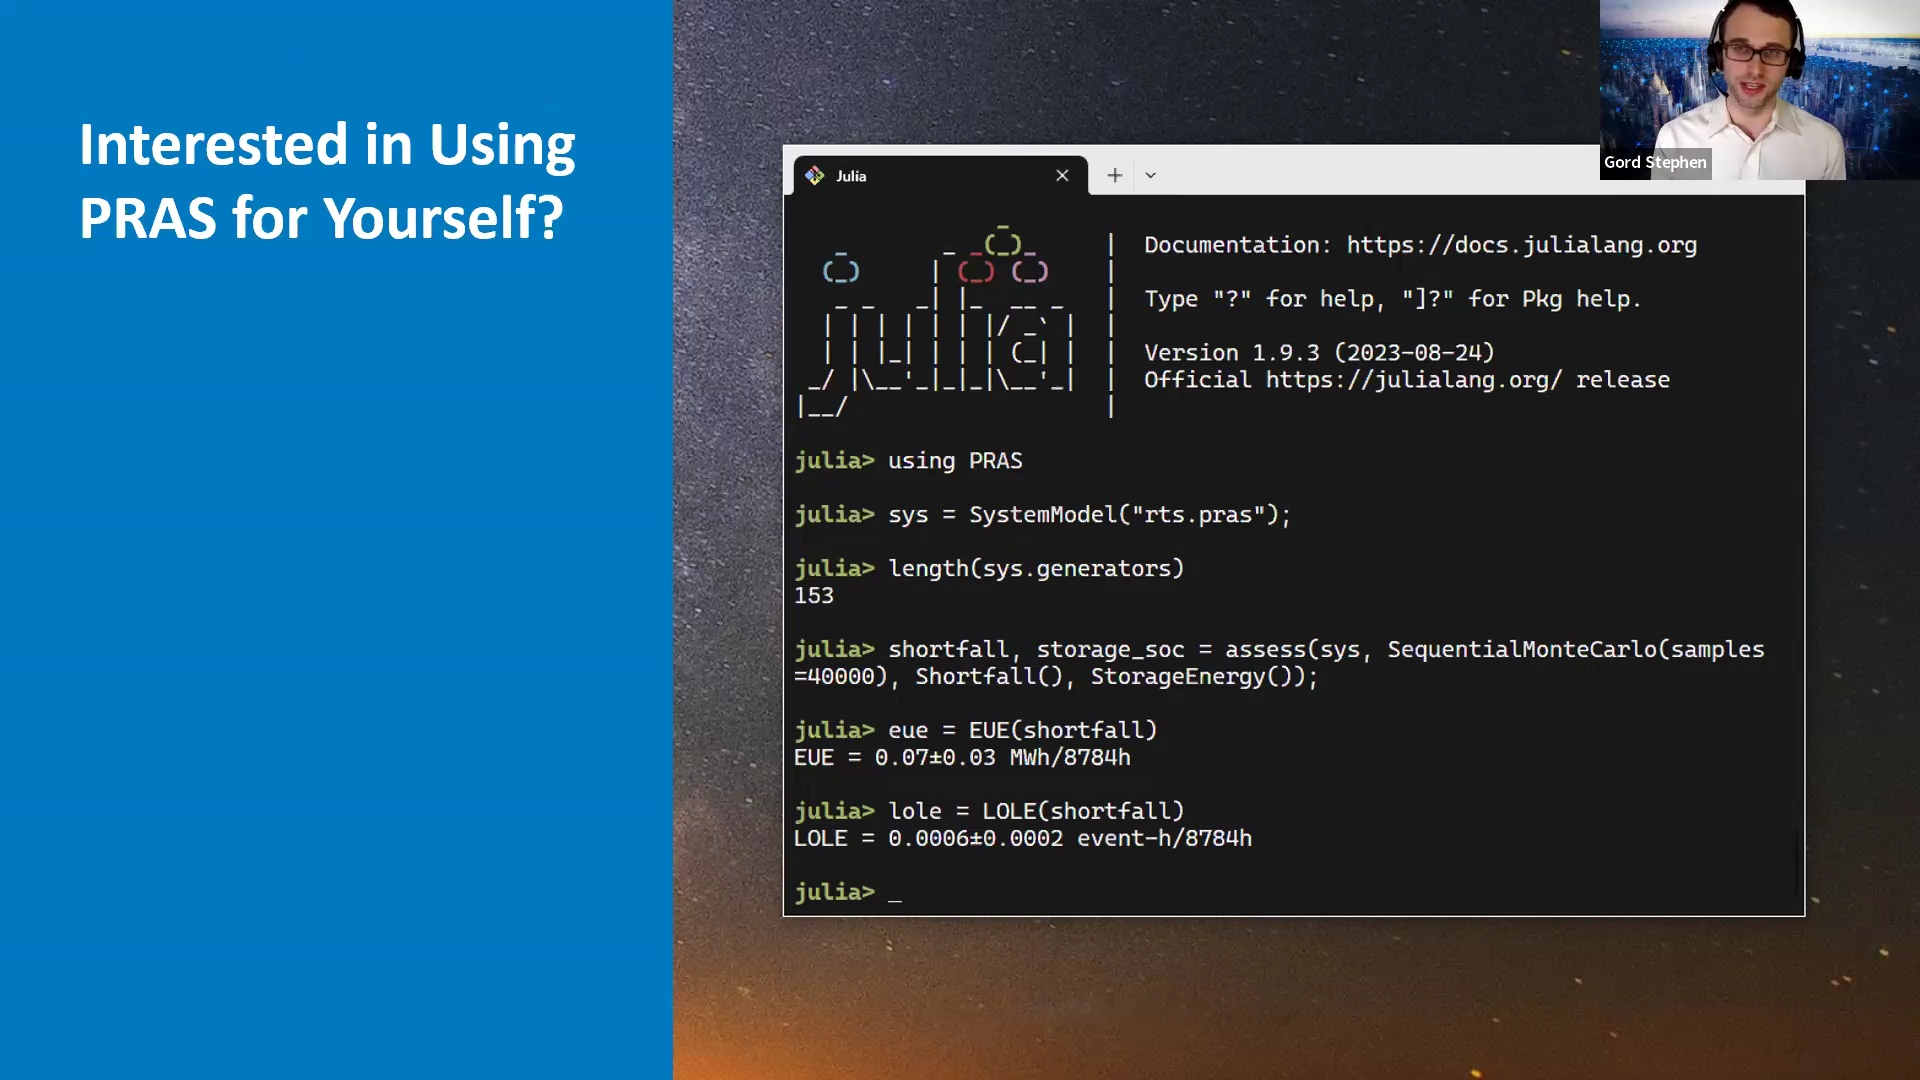 Interested in Using
PRAS for Yourself?
Gord Stephen
Julia
Documentation: https://docs.julialang.org
Type "?" for help, "]?" for Pkg help.
Version 1.9.3 (2023-08-24)
Official https://julialang.org/ release
julia> using PRAS
julia> sys = SystemModel("rts.pras");
julia> length(sys.generators)
153
julia> shortfall, storage_soc = assess(sys, SequentialMonteCarlo(samples
=40000), Shortfall(), StorageEnergy());
julia> eue = EUE(shortfall)
EUE = 0.07±0.03 MWh/8784h
julia> lole = LOLE(shortfall)
LOLE = 0.0006±0.0002 event-h/8784h
julia> _